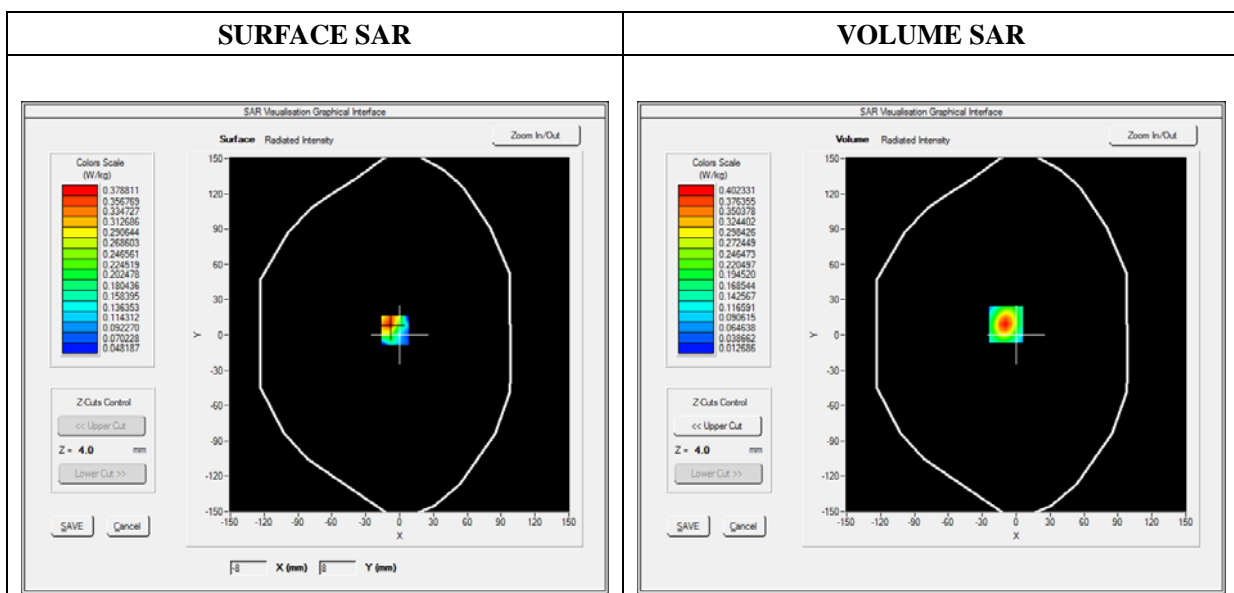 SURFACE SAR
SAR Visualisation Graphical Interface
Surface Radiated Intensity
Zoom In/Out
Colors Scale
(W/kg)
0.378811
0.356769
0.334727
0.312686
0.290644
0.268603
0.246561
0.224519
0.202478
0.180436
0.158395
0.136353
0.114312
0.092270
0.070228
0.048187
Z-Cuts Control
<< Upper Cut
Z = 4.0 mm
Lower Cut >>
SAVE Cancel
150
120
90
60
30
0
-30
-60
-90
-120
-150
Y
-150 -120 -90 -60 -30 0 30 60 90 120 150
X
-8 X (mm) 8 Y (mm)
VOLUME SAR
SAR Visualisation Graphical Interface
Volume Radiated Intensity
Zoom In/Out
Colors Scale
(W/kg)
0.402331
0.376355
0.350378
0.324402
0.298426
0.272449
0.246473
0.220497
0.194520
0.168544
0.142567
0.116591
0.090615
0.064638
0.038662
0.012686
Z-Cuts Control
<< Upper Cut
Z = 4.0 mm
Lower Cut >>
SAVE Cancel
150
120
90
60
30
0
-30
-60
-90
-120
-150
Y
-150 -120 -90 -60 -30 0 30 60 90 120 150
X